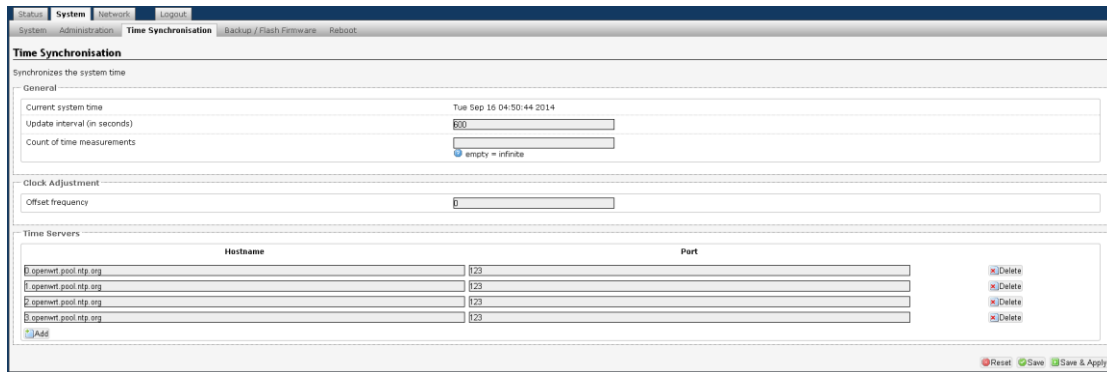 Status System Network Logout
System Administration Time Synchronisation Backup / Flash Firmware Reboot
Time Synchronisation
Synchronizes the system time
General
Current system time Tue Sep 16 04:50:44 2014
Update interval (in seconds) 600
Count of time measurements
empty = infinite
Clock Adjustment
Offset frequency 0
Time Servers
Hostname Port
0.openwrt.pool.ntp.org 123 Delete
1.openwrt.pool.ntp.org 123 Delete
2.openwrt.pool.ntp.org 123 Delete
3.openwrt.pool.ntp.org 123 Delete
Add
Reset Save Save & Apply